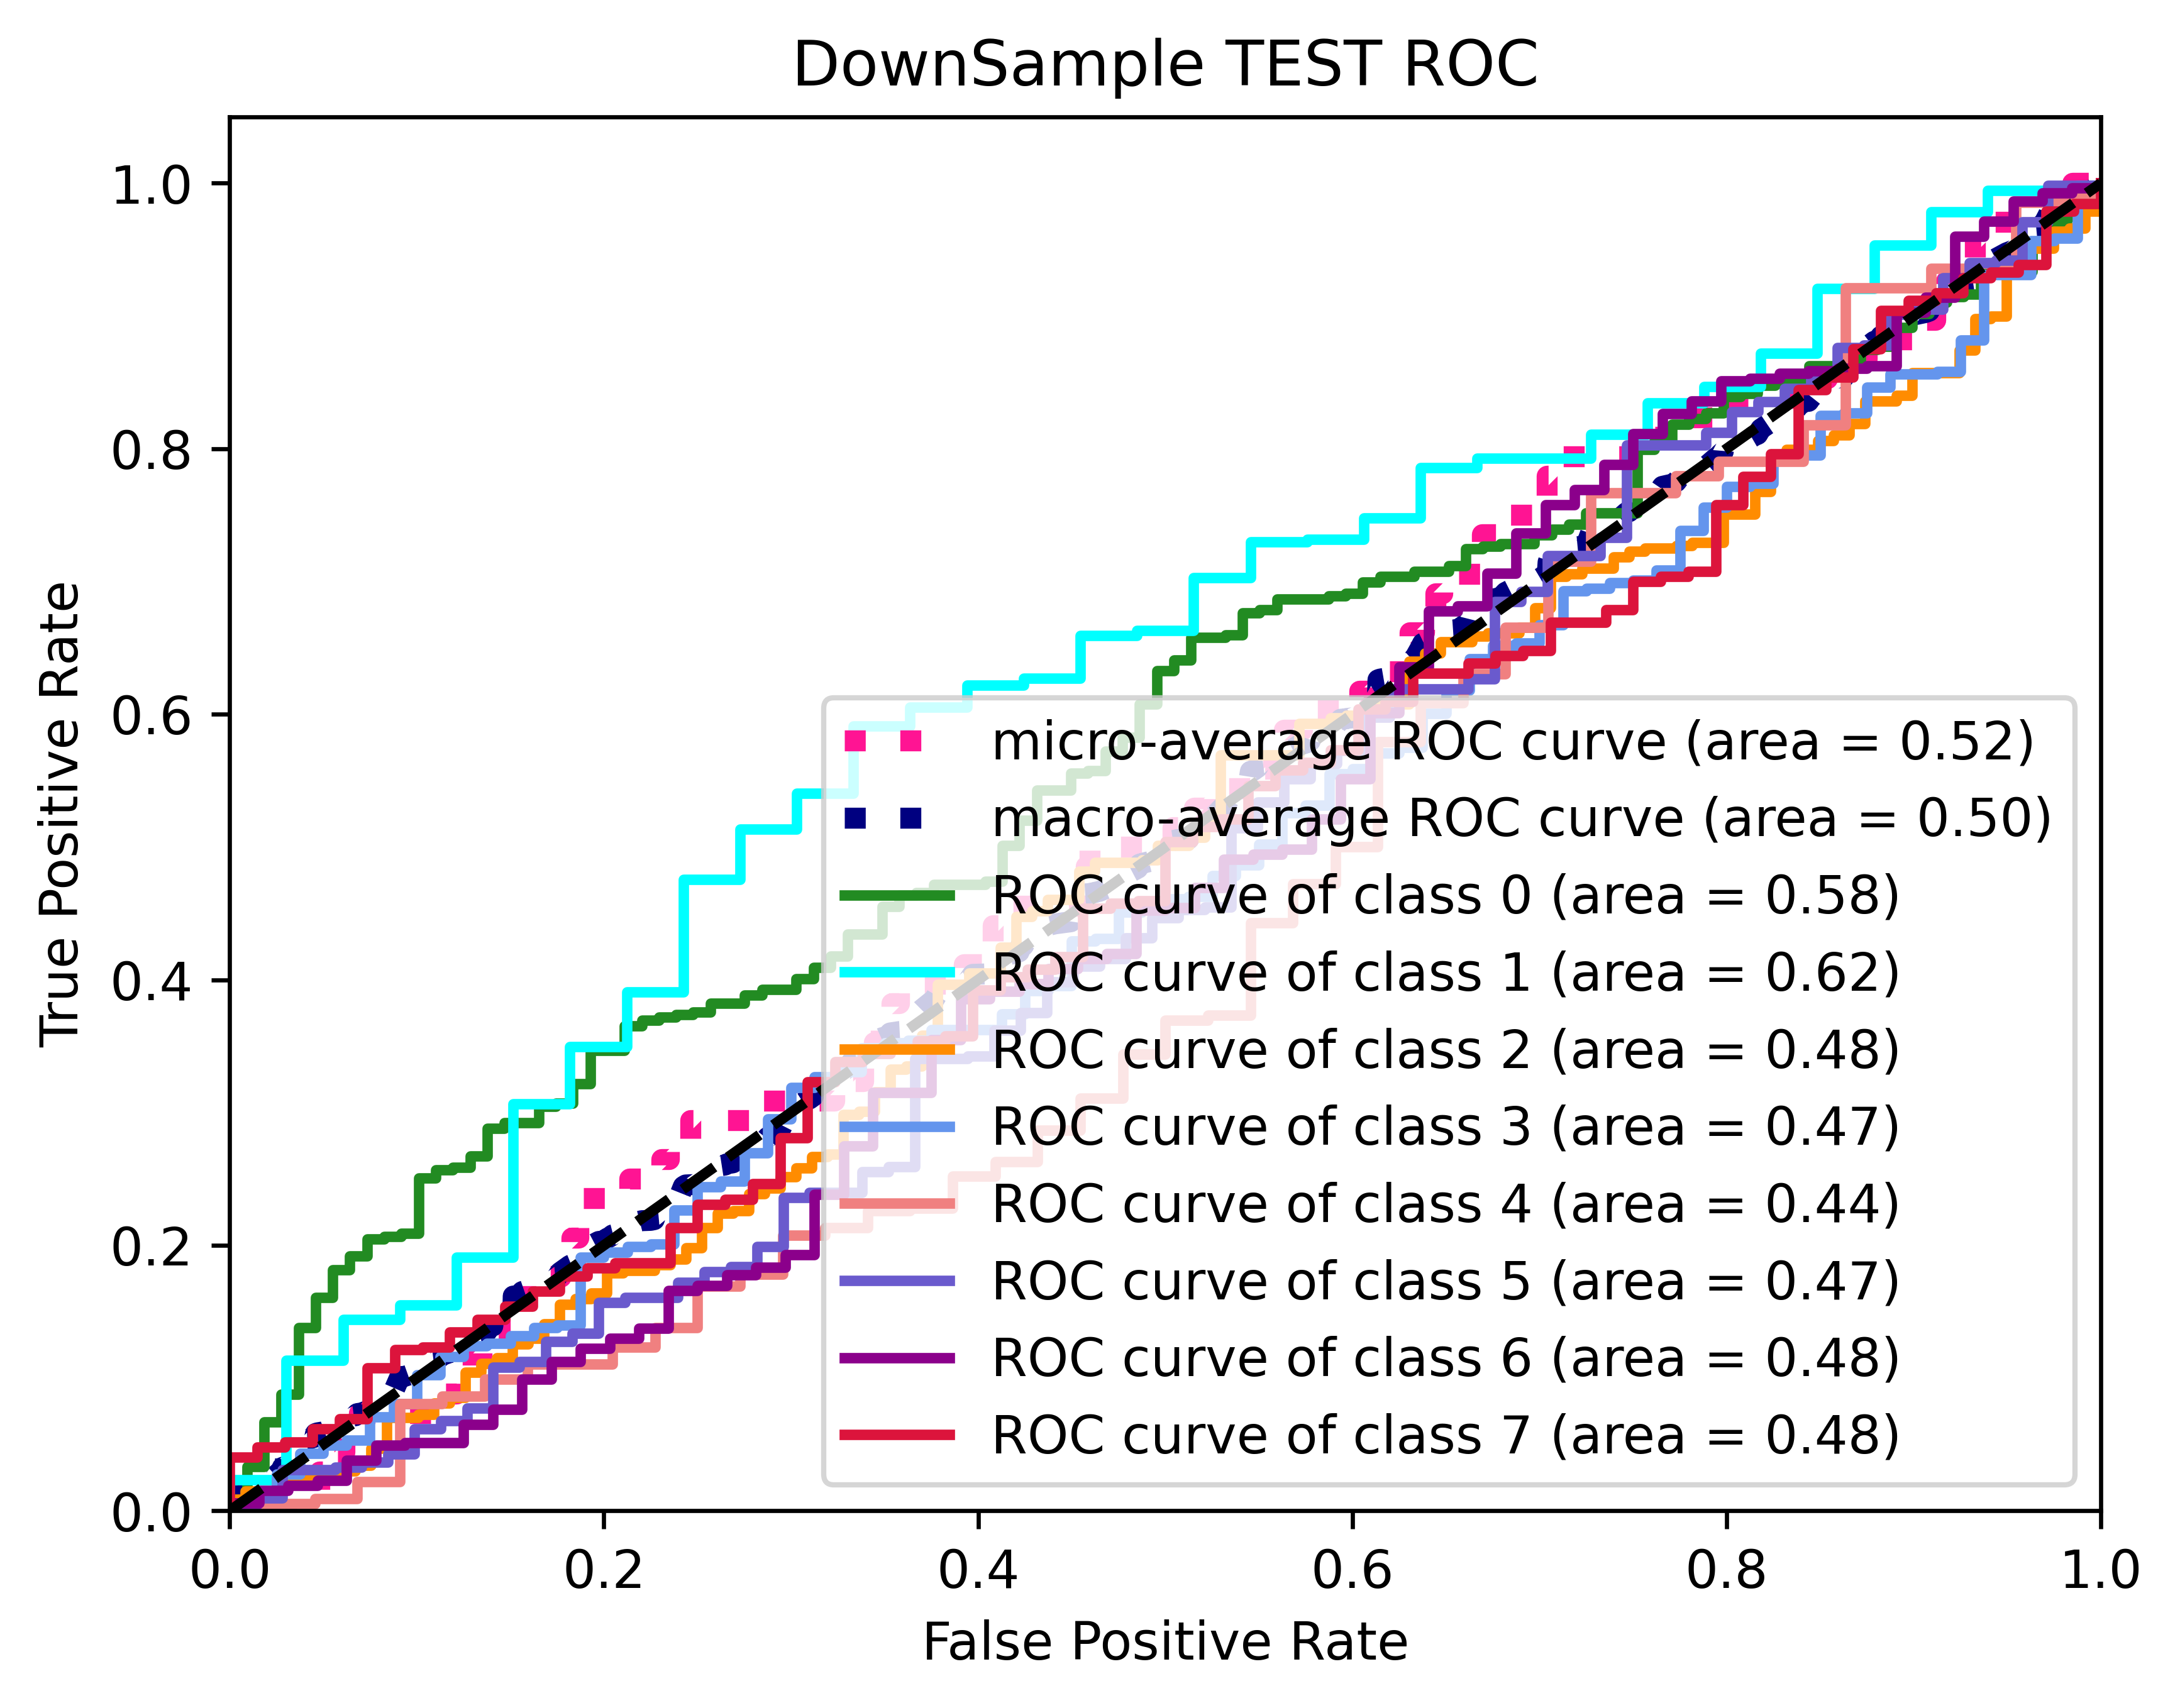 DownSample TEST ROC
True Positive Rate
1.0
0.8
0.6
0.4
0.2
0.0
micro-average ROC curve (area = 0.52)
macro-average ROC curve (area = 0.50)
ROC curve of class 0 (area = 0.58)
ROC curve of class 1 (area = 0.62)
ROC curve of class 2 (area = 0.48)
ROC curve of class 3 (area = 0.47)
ROC curve of class 4 (area = 0.44)
ROC curve of class 5 (area = 0.47)
ROC curve of class 6 (area = 0.48)
ROC curve of class 7 (area = 0.48)
0.0 0.2 0.4 0.6 0.8 1.0
False Positive Rate